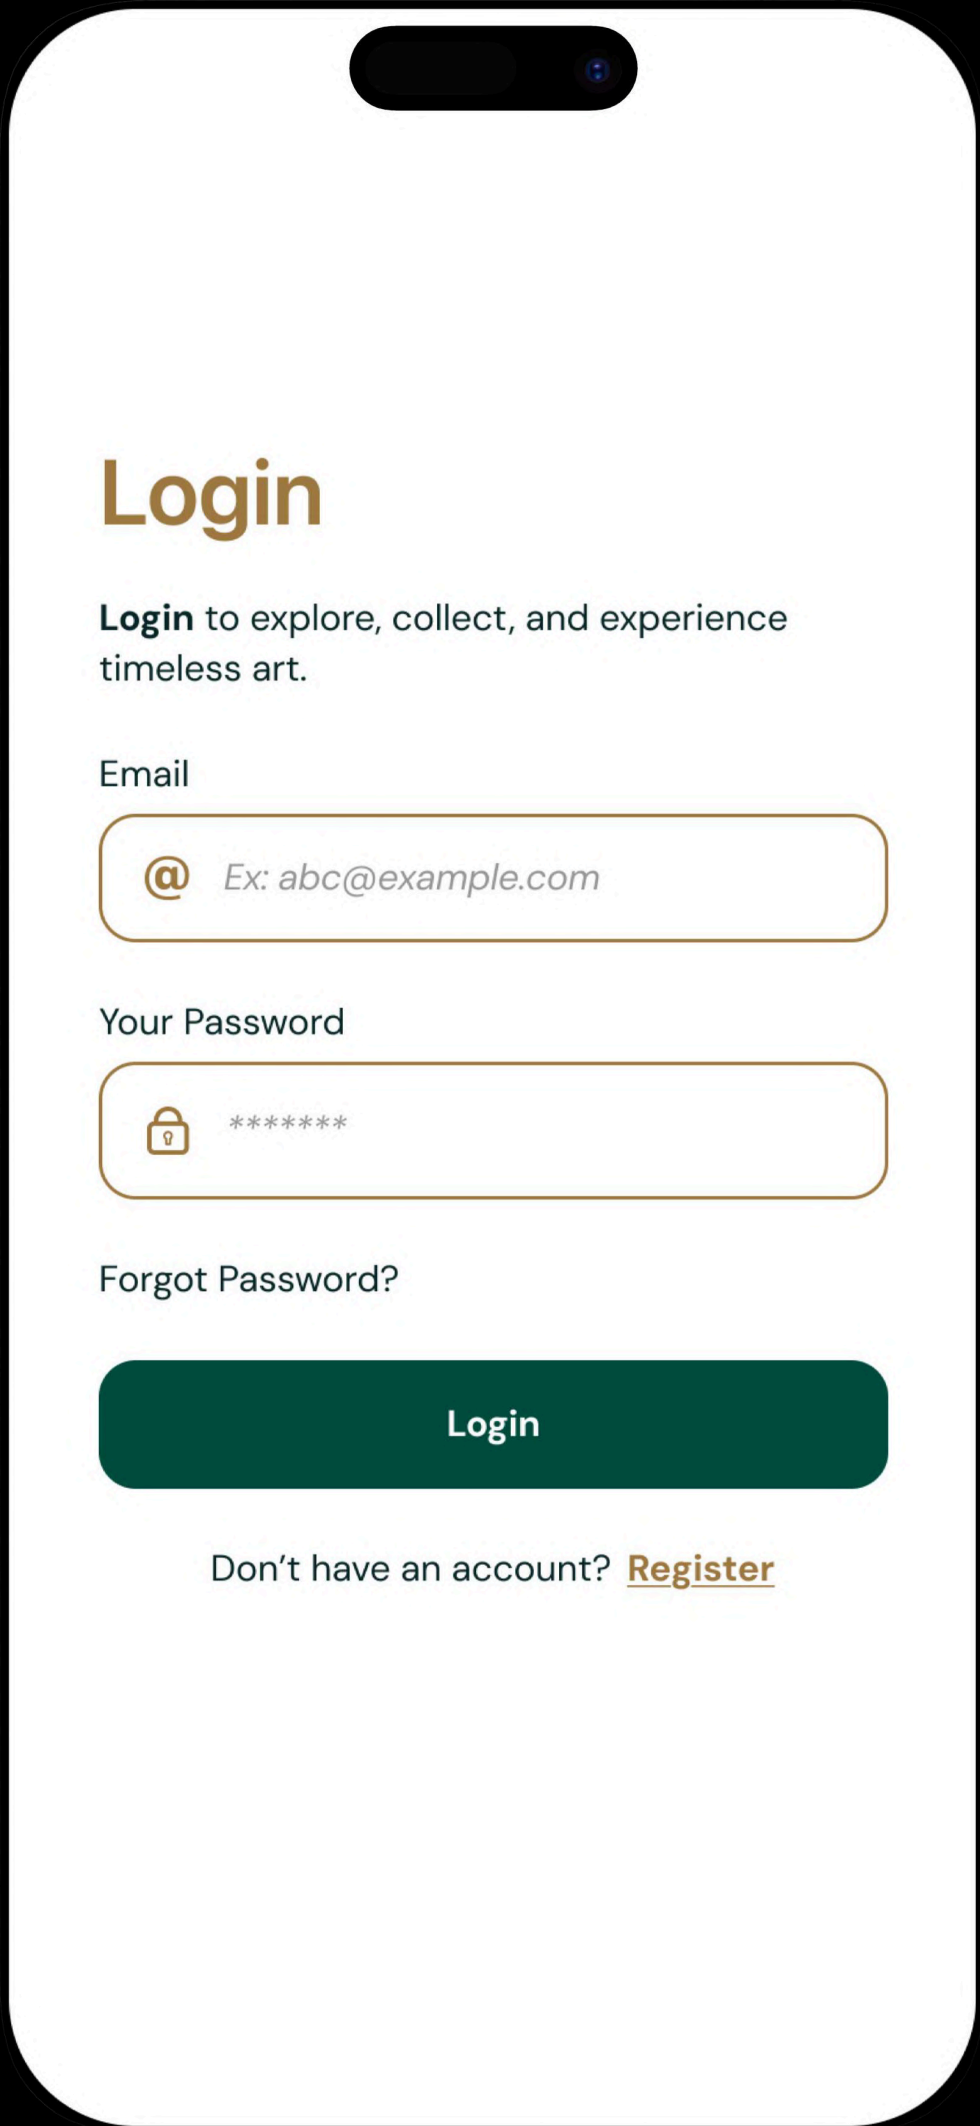 Login
Login to explore, collect, and experience
timeless art.
Email
@ Ex: abc@example.com
Your Password
*******
Forgot Password?
Login
Don’t have an account? Register